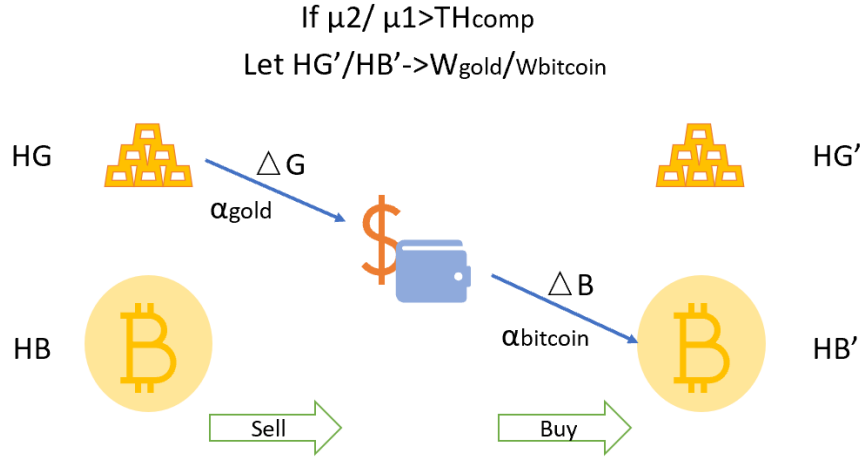 If μ2/ μ1>THcomp
Let HG’/HB’->Wgold/Wbitcoin
HG
△ G
HG’
αgold
△ B
HB
αbitcoin
HB’
Sell
Buy